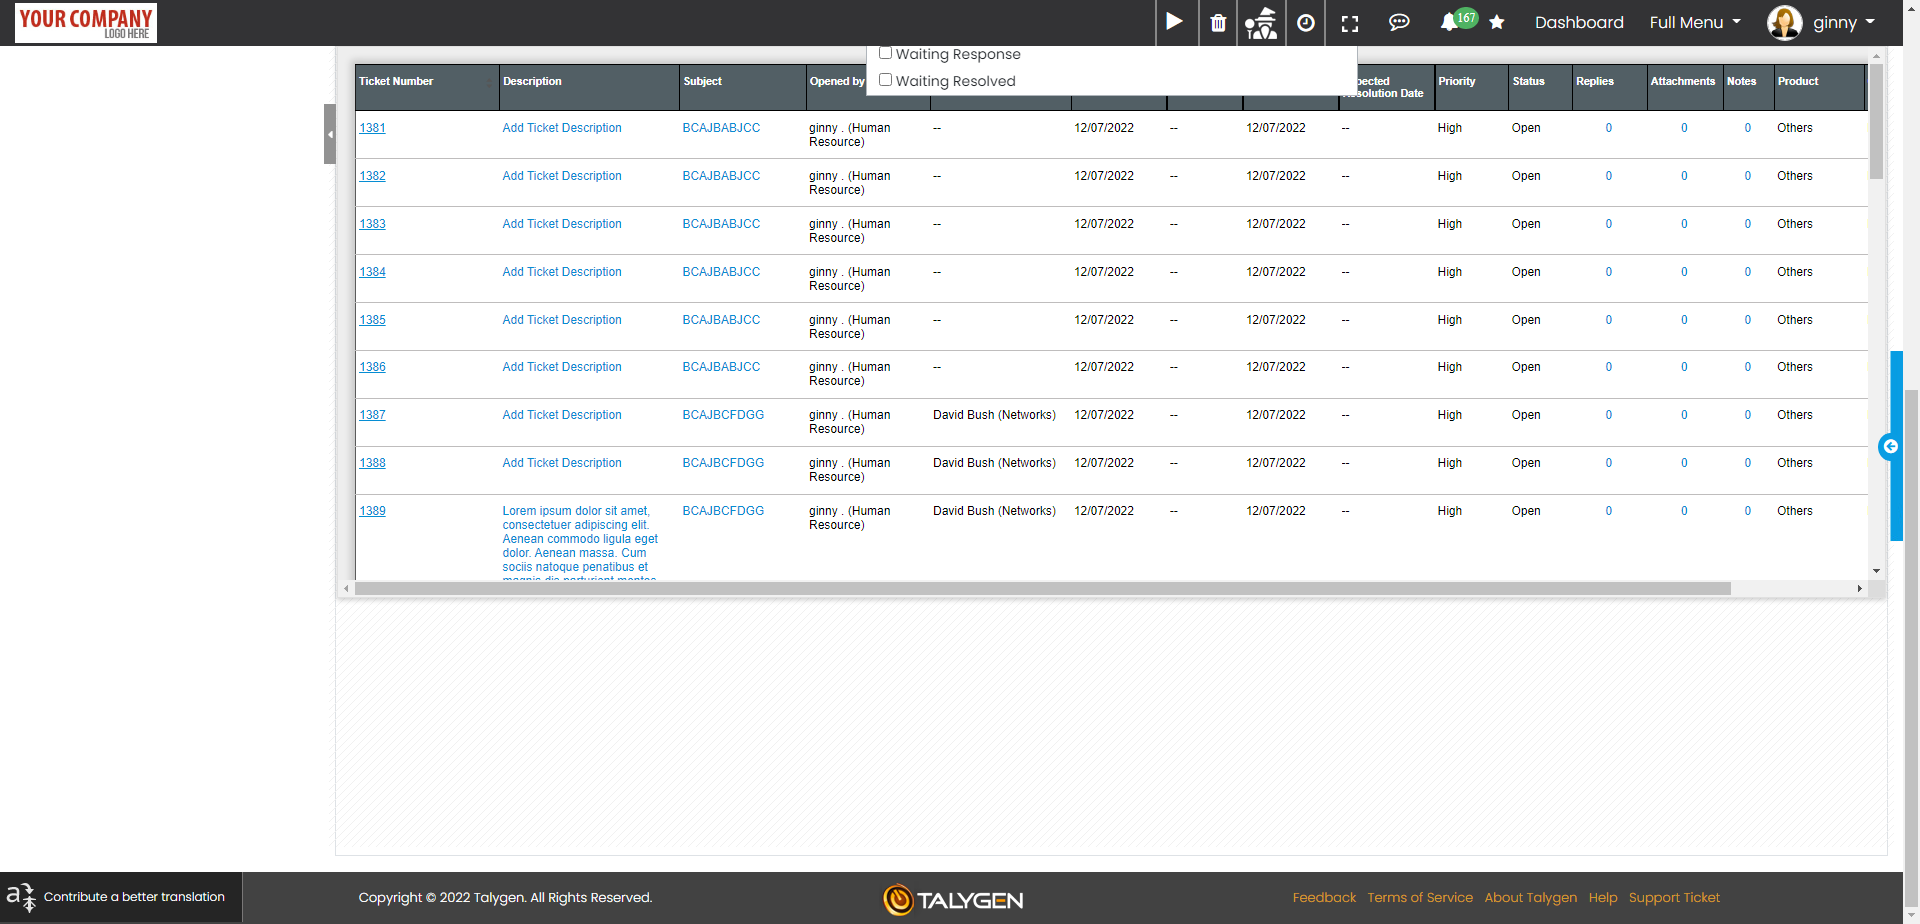 YOUR COMPANY
LOGO HERE
167
Dashboard
Full Menu
ginny
Waiting Response
Waiting Resolved
Ticket Number Description Subject Opened by Resolution Date Priority Status Replies Attachments Notes Product
1381 Add Ticket Description BCAJBABJCC ginny . (Human Resource) -- 12/07/2022 -- 12/07/2022 -- High Open 0 0 0 Others
1382 Add Ticket Description BCAJBABJCC ginny . (Human Resource) -- 12/07/2022 -- 12/07/2022 -- High Open 0 0 0 Others
1383 Add Ticket Description BCAJBABJCC ginny . (Human Resource) -- 12/07/2022 -- 12/07/2022 -- High Open 0 0 0 Others
1384 Add Ticket Description BCAJBABJCC ginny . (Human Resource) -- 12/07/2022 -- 12/07/2022 -- High Open 0 0 0 Others
1385 Add Ticket Description BCAJBABJCC ginny . (Human Resource) -- 12/07/2022 -- 12/07/2022 -- High Open 0 0 0 Others
1386 Add Ticket Description BCAJBABJCC ginny . (Human Resource) -- 12/07/2022 -- 12/07/2022 -- High Open 0 0 0 Others
1387 Add Ticket Description BCAJBCFDGG ginny . (Human Resource) David Bush (Networks) 12/07/2022 -- 12/07/2022 -- High Open 0 0 0 Others
1388 Add Ticket Description BCAJBCFDGG ginny . (Human Resource) David Bush (Networks) 12/07/2022 -- 12/07/2022 -- High Open 0 0 0 Others
1389 Lorem ipsum dolor sit amet, BCAJBCFDGG ginny . (Human Resource) David Bush (Networks) 12/07/2022 -- 12/07/2022 -- High Open 0 0 0 Others
consectetuer adipiscing elit.
Aenean commodo ligula eget
dolor. Aenean massa. Cum
sociis natoque penatibus et
Contribute a better translation
Copyright © 2022 Talygen. All Rights Reserved.
TALYGEN
Feedback Terms of Service About Talygen Help Support Ticket